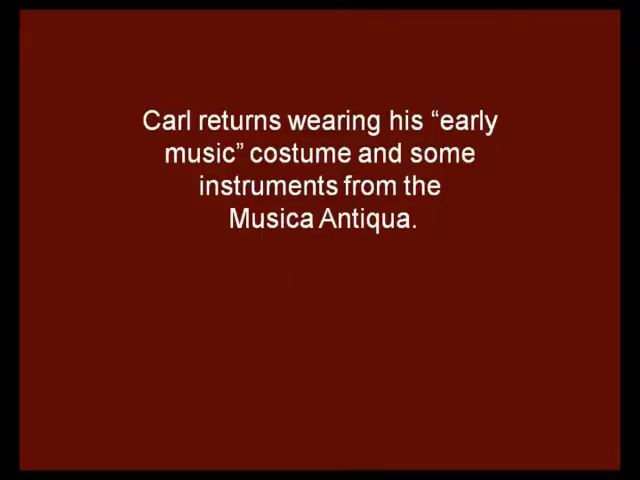 Carl returns wearing his “early
music” costume and some
instruments from the
Musica Antiqua.